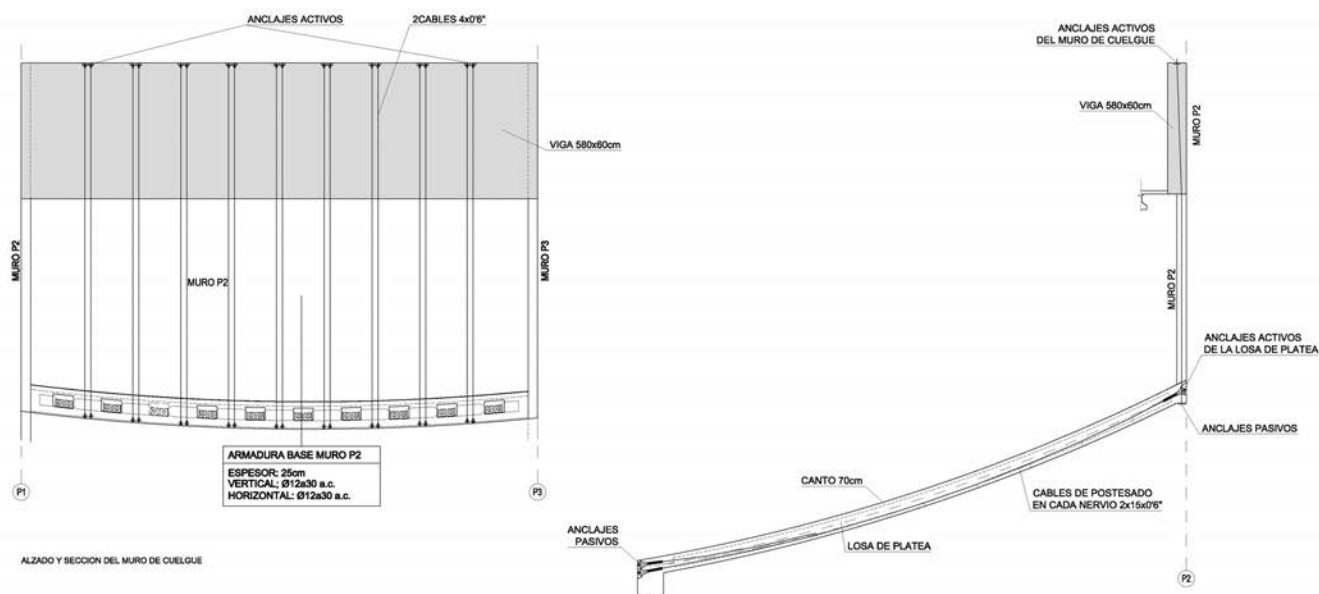 ANCLAJES ACTIVOS
2CABLES 4x0'6"
VIGA 580x60cm
MURO P2
MURO P2
MURO P3
ARMADURA BASE MURO P2
ESPESOR: 25cm
VERTICAL; Ø12a30 a.c.
HORIZONTAL: Ø12a30 a.c.
P1
P3
ALZADO Y SECCION DEL MURO DE CUELGUE
ANCLAJES ACTIVOS
DEL MURO DE CUELGUE
VIGA 580x60cm
MURO P2
MURO P2
ANCLAJES ACTIVOS
DE LA LOSA DE PLATEA
ANCLAJES PASIVOS
CANTO 70cm
CABLES DE POSTESADO
EN CADA NERVIO 2x15x0'6"
ANCLAJES
PASIVOS
LOSA DE PLATEA
P2